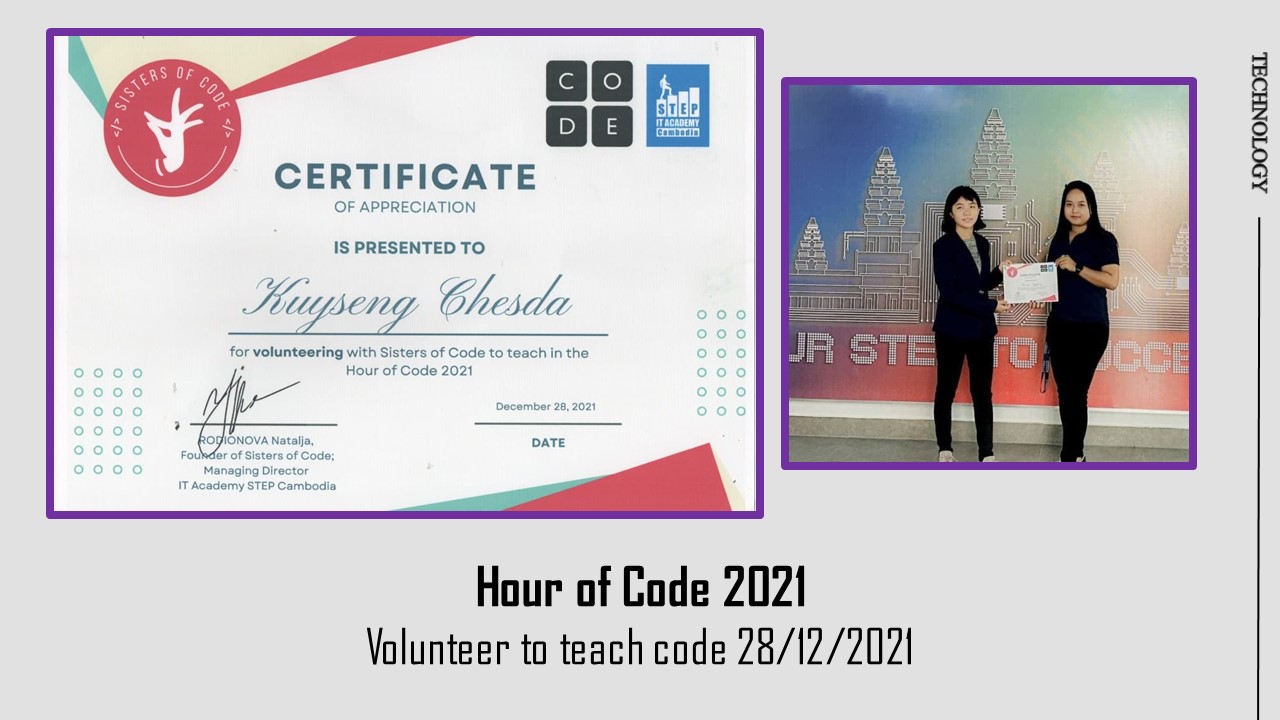 SISTERS OF CODE
</>
</>
CODE
STEP
IT ACADEMY
Cambodia
CERTIFICATE
OF APPRECIATION
IS PRESENTED TO
Kuyseng Chesda
for volunteering with Sisters of Code to teach in the
Hour of Code 2021
RODIONOVA Natalja,
Founder of Sisters of Code;
Managing Director
IT Academy STEP Cambodia
December 28, 2021
DATE
TO
TECHNOLOGY
Hour of Code 2021
Volunteer to teach code 28/12/2021